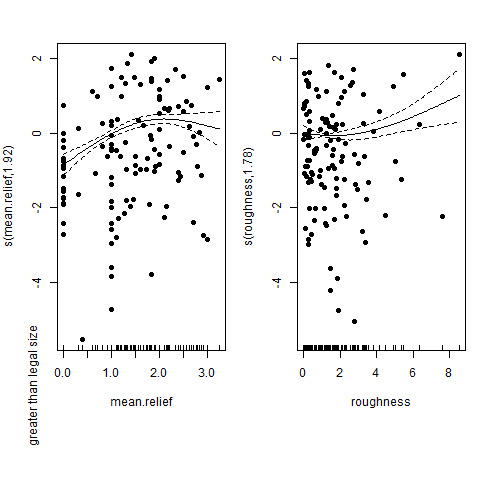 s(mean.relief,1.92)
2
0
-2
-4
0.0 1.0 2.0 3.0
mean.relief
greater than legal size
s(roughness,1.78)
2
0
-2
-4
0 2 4 6 8
roughness